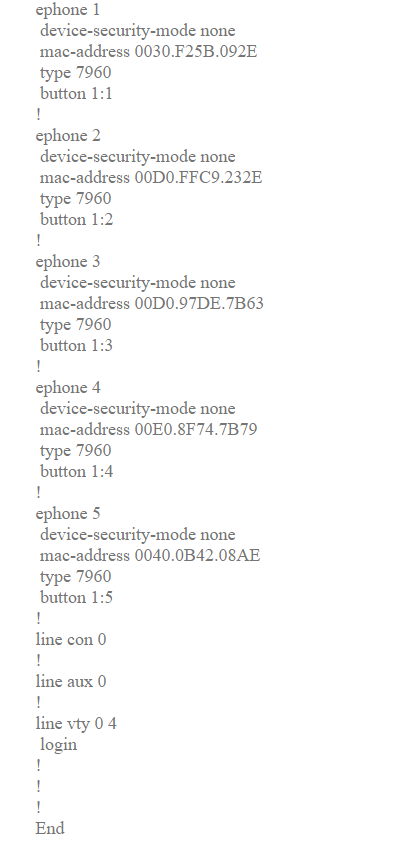 ephone 1
device-security-mode none
mac-address 0030.F25B.092E
type 7960
button 1:1
!
ephone 2
device-security-mode none
mac-address 00D0.FFC9.232E
type 7960
button 1:2
!
ephone 3
device-security-mode none
mac-address 00D0.97DE.7B63
type 7960
button 1:3
!
ephone 4
device-security-mode none
mac-address 00E0.8F74.7B79
type 7960
button 1:4
!
ephone 5
device-security-mode none
mac-address 0040.0B42.08AE
type 7960
button 1:5
!
line con 0
!
line aux 0
!
line vty 0 4
login
!
!
!
End